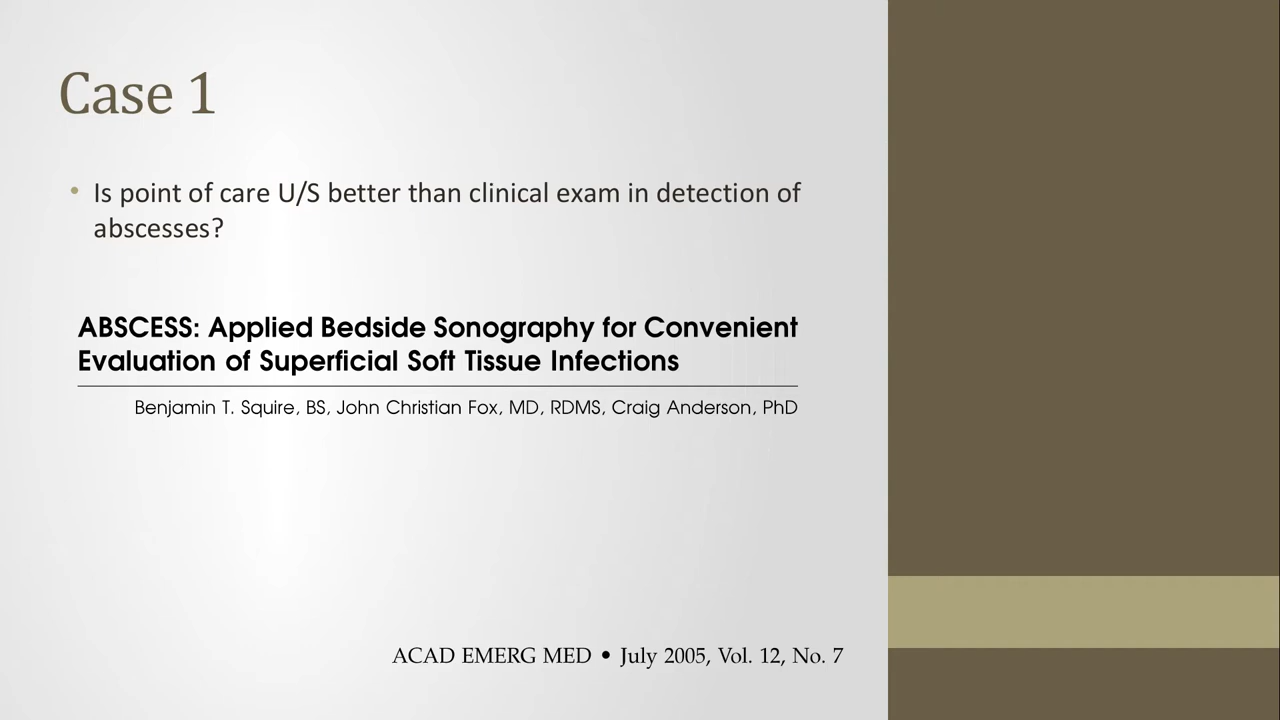 Case 1
• Is point of care U/S better than clinical exam in detection of
abscesses?
ABSCESS: Applied Bedside Sonography for Convenient
Evaluation of Superficial Soft Tissue Infections
Benjamin T. Squire, BS, John Christian Fox, MD, RDMS, Craig Anderson, PhD
ACAD EMERG MED • July 2005, Vol. 12, No. 7